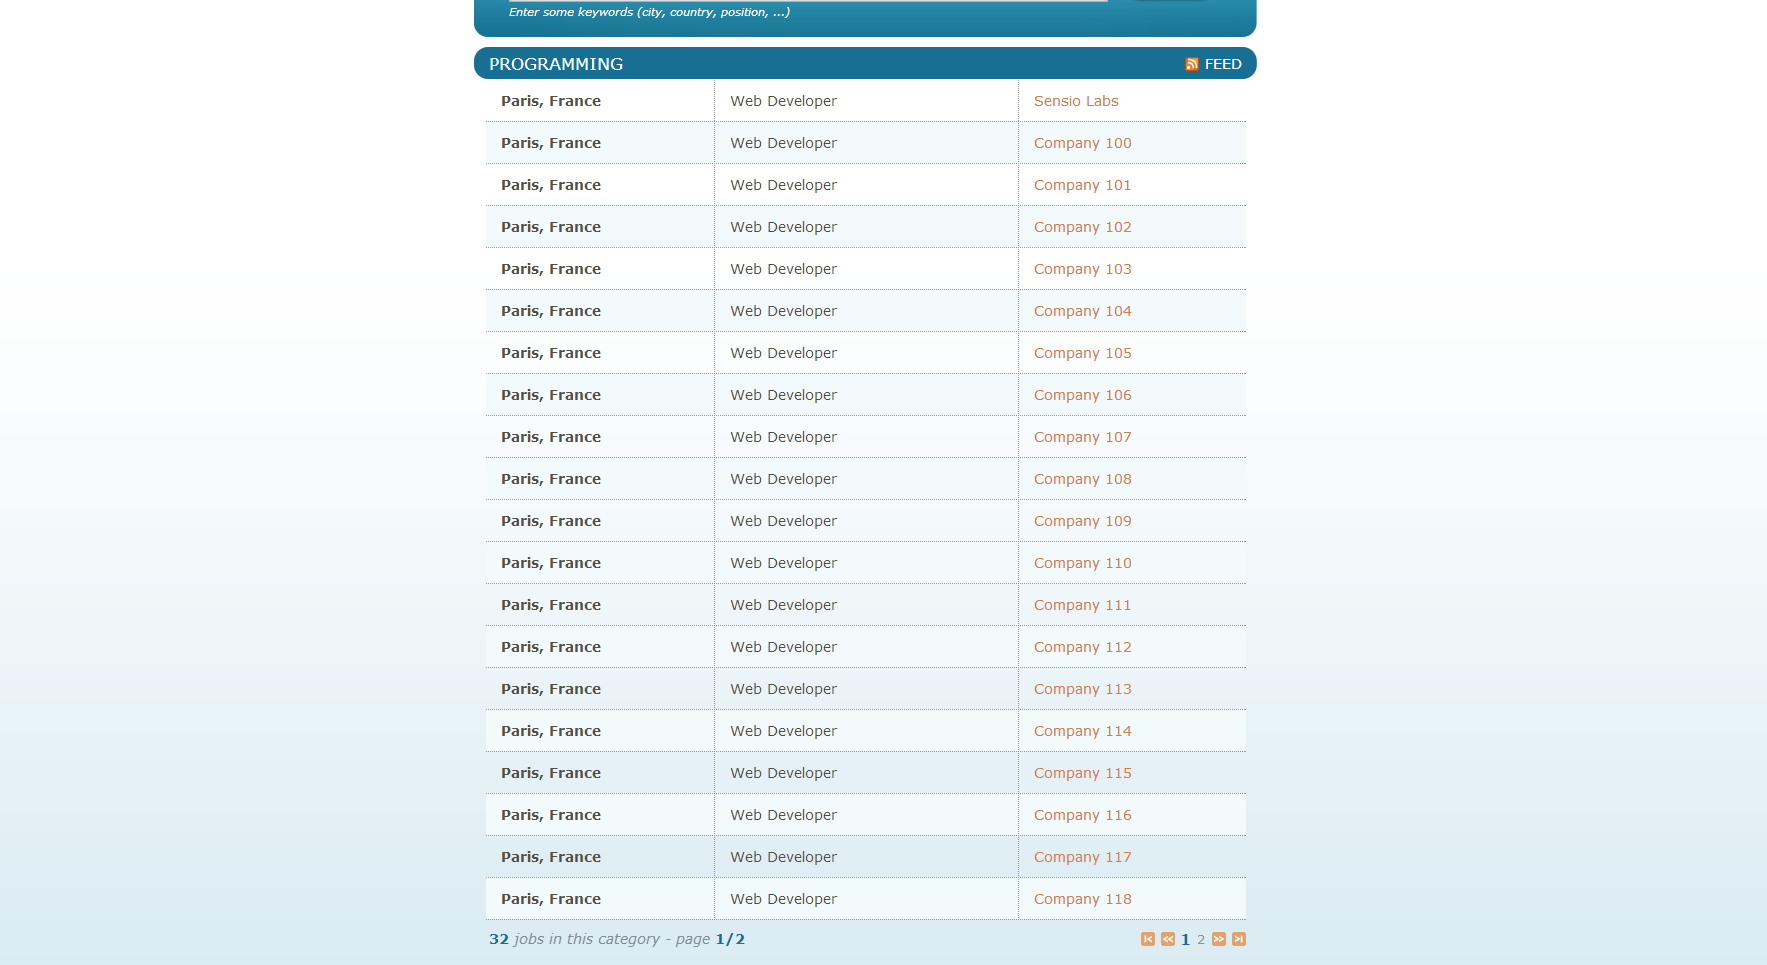 Enter some keywords (city, country, position, ...)
PROGRAMMING FEED
Paris, France Web Developer Sensio Labs
Paris, France Web Developer Company 100
Paris, France Web Developer Company 101
Paris, France Web Developer Company 102
Paris, France Web Developer Company 103
Paris, France Web Developer Company 104
Paris, France Web Developer Company 105
Paris, France Web Developer Company 106
Paris, France Web Developer Company 107
Paris, France Web Developer Company 108
Paris, France Web Developer Company 109
Paris, France Web Developer Company 110
Paris, France Web Developer Company 111
Paris, France Web Developer Company 112
Paris, France Web Developer Company 113
Paris, France Web Developer Company 114
Paris, France Web Developer Company 115
Paris, France Web Developer Company 116
Paris, France Web Developer Company 117
Paris, France Web Developer Company 118
32 jobs in this category - page 1/2 1 2